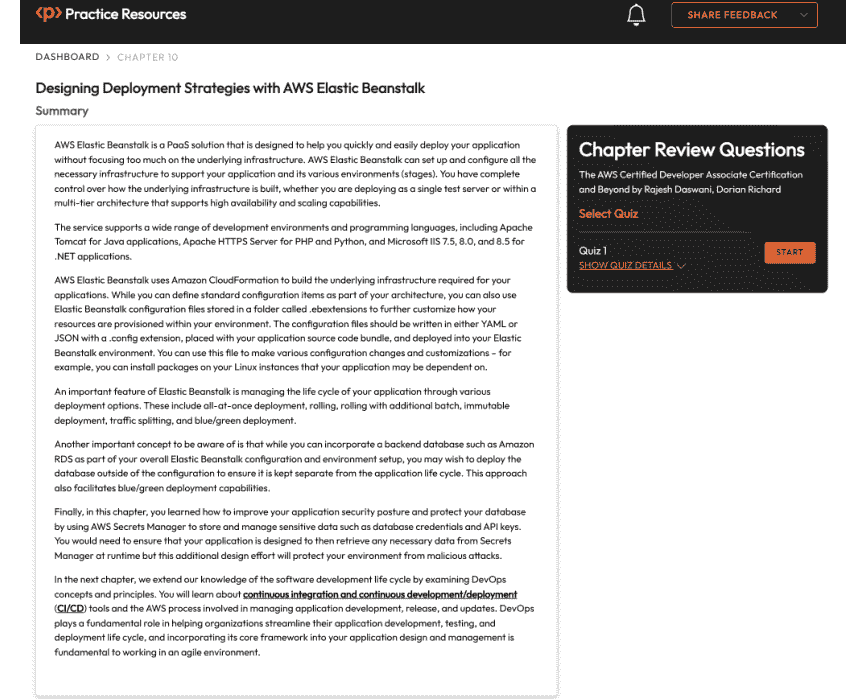 <p> Practice Resources
SHARE FEEDBACK
DASHBOARD > CHAPTER 10
Designing Deployment Strategies with AWS Elastic Beanstalk
Summary
AWS Elastic Beanstalk is a PaaS solution that is designed to help you quickly and easily deploy your application
without focusing too much on the underlying infrastructure. AWS Elastic Beanstalk can set up and configure all the
necessary infrastructure to support your application and its various environments (stages). You have complete
control over how the underlying infrastructure is built, whether you are deploying as a single test server or within a
multi-tier architecture that supports high availability and scaling capabilities.
The service supports a wide range of development environments and programming languages, including Apache
Tomcat for Java applications, Apache HTTPS Server for PHP and Python, and Microsoft IIS 7.5, 8.0, and 8.5 for
.NET applications.
AWS Elastic Beanstalk uses Amazon CloudFormation to build the underlying infrastructure required for your
applications. While you can define standard configuration items as part of your architecture, you can also use
Elastic Beanstalk configuration files stored in a folder called .ebextensions to further customize how your
resources are provisioned within your environment. The configuration files should be written in either YAML or
JSON with a .config extension, placed with your application source code bundle, and deployed into your Elastic
Beanstalk environment. You can use this file to make various configuration changes and customizations – for
example, you can install packages on your Linux instances that your application may be dependent on.
An important feature of Elastic Beanstalk is managing the life cycle of your application through various
deployment options. These include all-at-once deployment, rolling, rolling with additional batch, immutable
deployment, traffic splitting, and blue/green deployment.
Another important concept to be aware of is that while you can incorporate a backend database such as Amazon
RDS as part of your overall Elastic Beanstalk configuration and environment setup, you may wish to deploy the
database outside of the configuration to ensure it is kept separate from the application life cycle. This approach
also facilitates blue/green deployment capabilities.
Finally, in this chapter, you learned how to improve your application security posture and protect your database
by using AWS Secrets Manager to store and manage sensitive data such as database credentials and API keys.
You would need to ensure that your application is designed to then retrieve any necessary data from Secrets
Manager at runtime but this additional design effort will protect your environment from malicious attacks.
In the next chapter, we extend our knowledge of the software development life cycle by examining DevOps
concepts and principles. You will learn about continuous integration and continuous development/deployment
(CI/CD) tools and the AWS process involved in managing application development, release, and updates. DevOps
plays a fundamental role in helping organizations streamline their application development, testing, and
deployment life cycle, and incorporating its core framework into your application design and management is
fundamental to working in an agile environment.
Chapter Review Questions
The AWS Certified Developer Associate Certification
and Beyond by Rajesh Daswani, Dorian Richard
Select Quiz
Quiz 1
START
SHOW QUIZ DETAILS